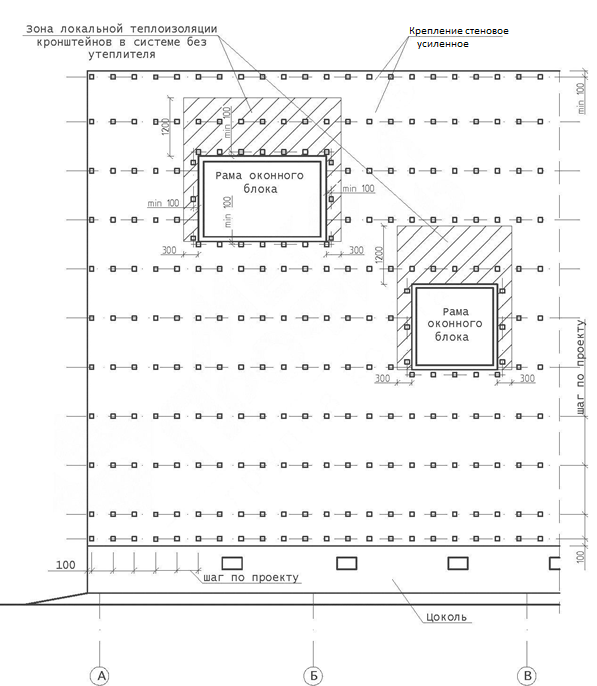 Зона локальной теплоизоляции
кронштейнов в системе без
утеплителя
Крепление стеновое
усиленное
min 100
1200
min 100
Рама оконного
блока
min 100
min 100
min 100
300
300
1200
Рама
оконного
блока
300
300
шаг по проекту
100
100
шаг по проекту
Цоколь
А
Б
В